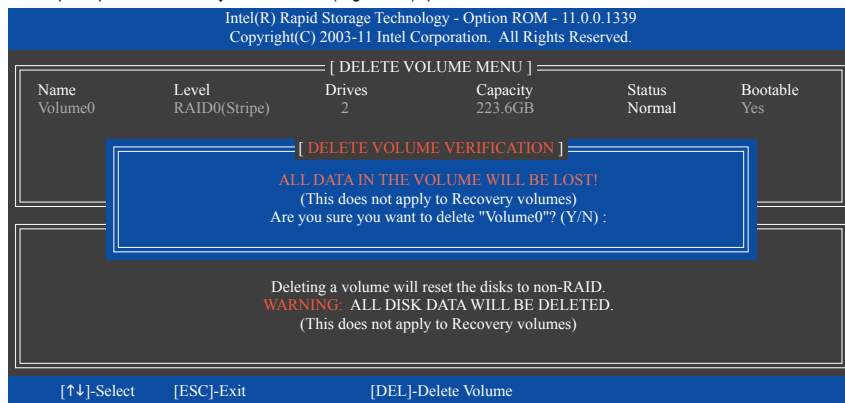 Intel(R) Rapid Storage Technology - Option ROM - 11.0.0.1339
Copyright(C) 2003-11 Intel Corporation. All Rights Reserved.
[ DELETE VOLUME MENU ]
Name Level Drives Capacity Status Bootable
Volume0 RAID0(Stripe) 2 223.6GB Normal Yes
[ DELETE VOLUME VERIFICATION ]
ALL DATA IN THE VOLUME WILL BE LOST!
(This does not apply to Recovery volumes)
Are you sure you want to delete "Volume0"? (Y/N) :
Deleting a volume will reset the disks to non-RAID.
WARNING: ALL DISK DATA WILL BE DELETED.
(This does not apply to Recovery volumes)
[↑↓]-Select [ESC]-Exit [DEL]-Delete Volume